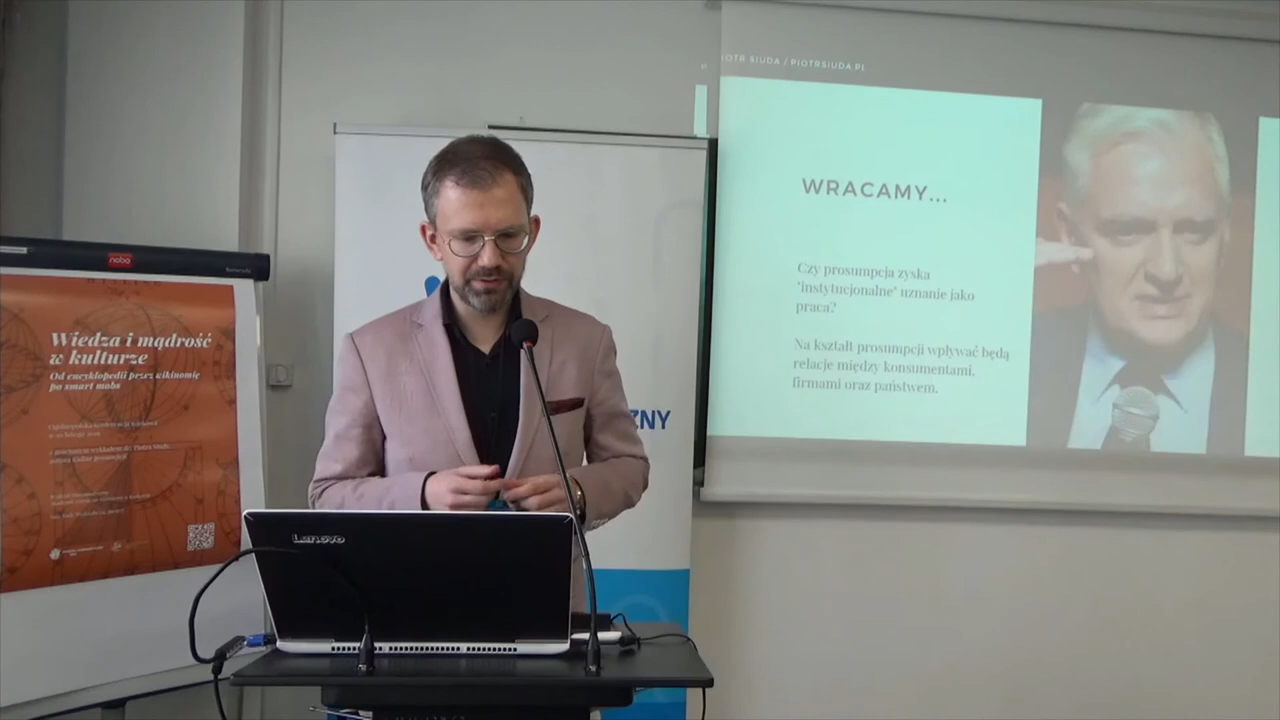 nobo
Wiedza i mądrość
w kulturze
Od encyklopedii przez wikinomię
po smart mobs
Lenovo
ZNY
OTR SIUDA / PIOTRSIUDA.PL
WRACAMY...
Czy prosumpcja zyska
"instytucjonalne" uznanie jako
praca?
Na kształt prosumpcji wpływać będą
relacje między konsumentami,
firmami oraz państwem.